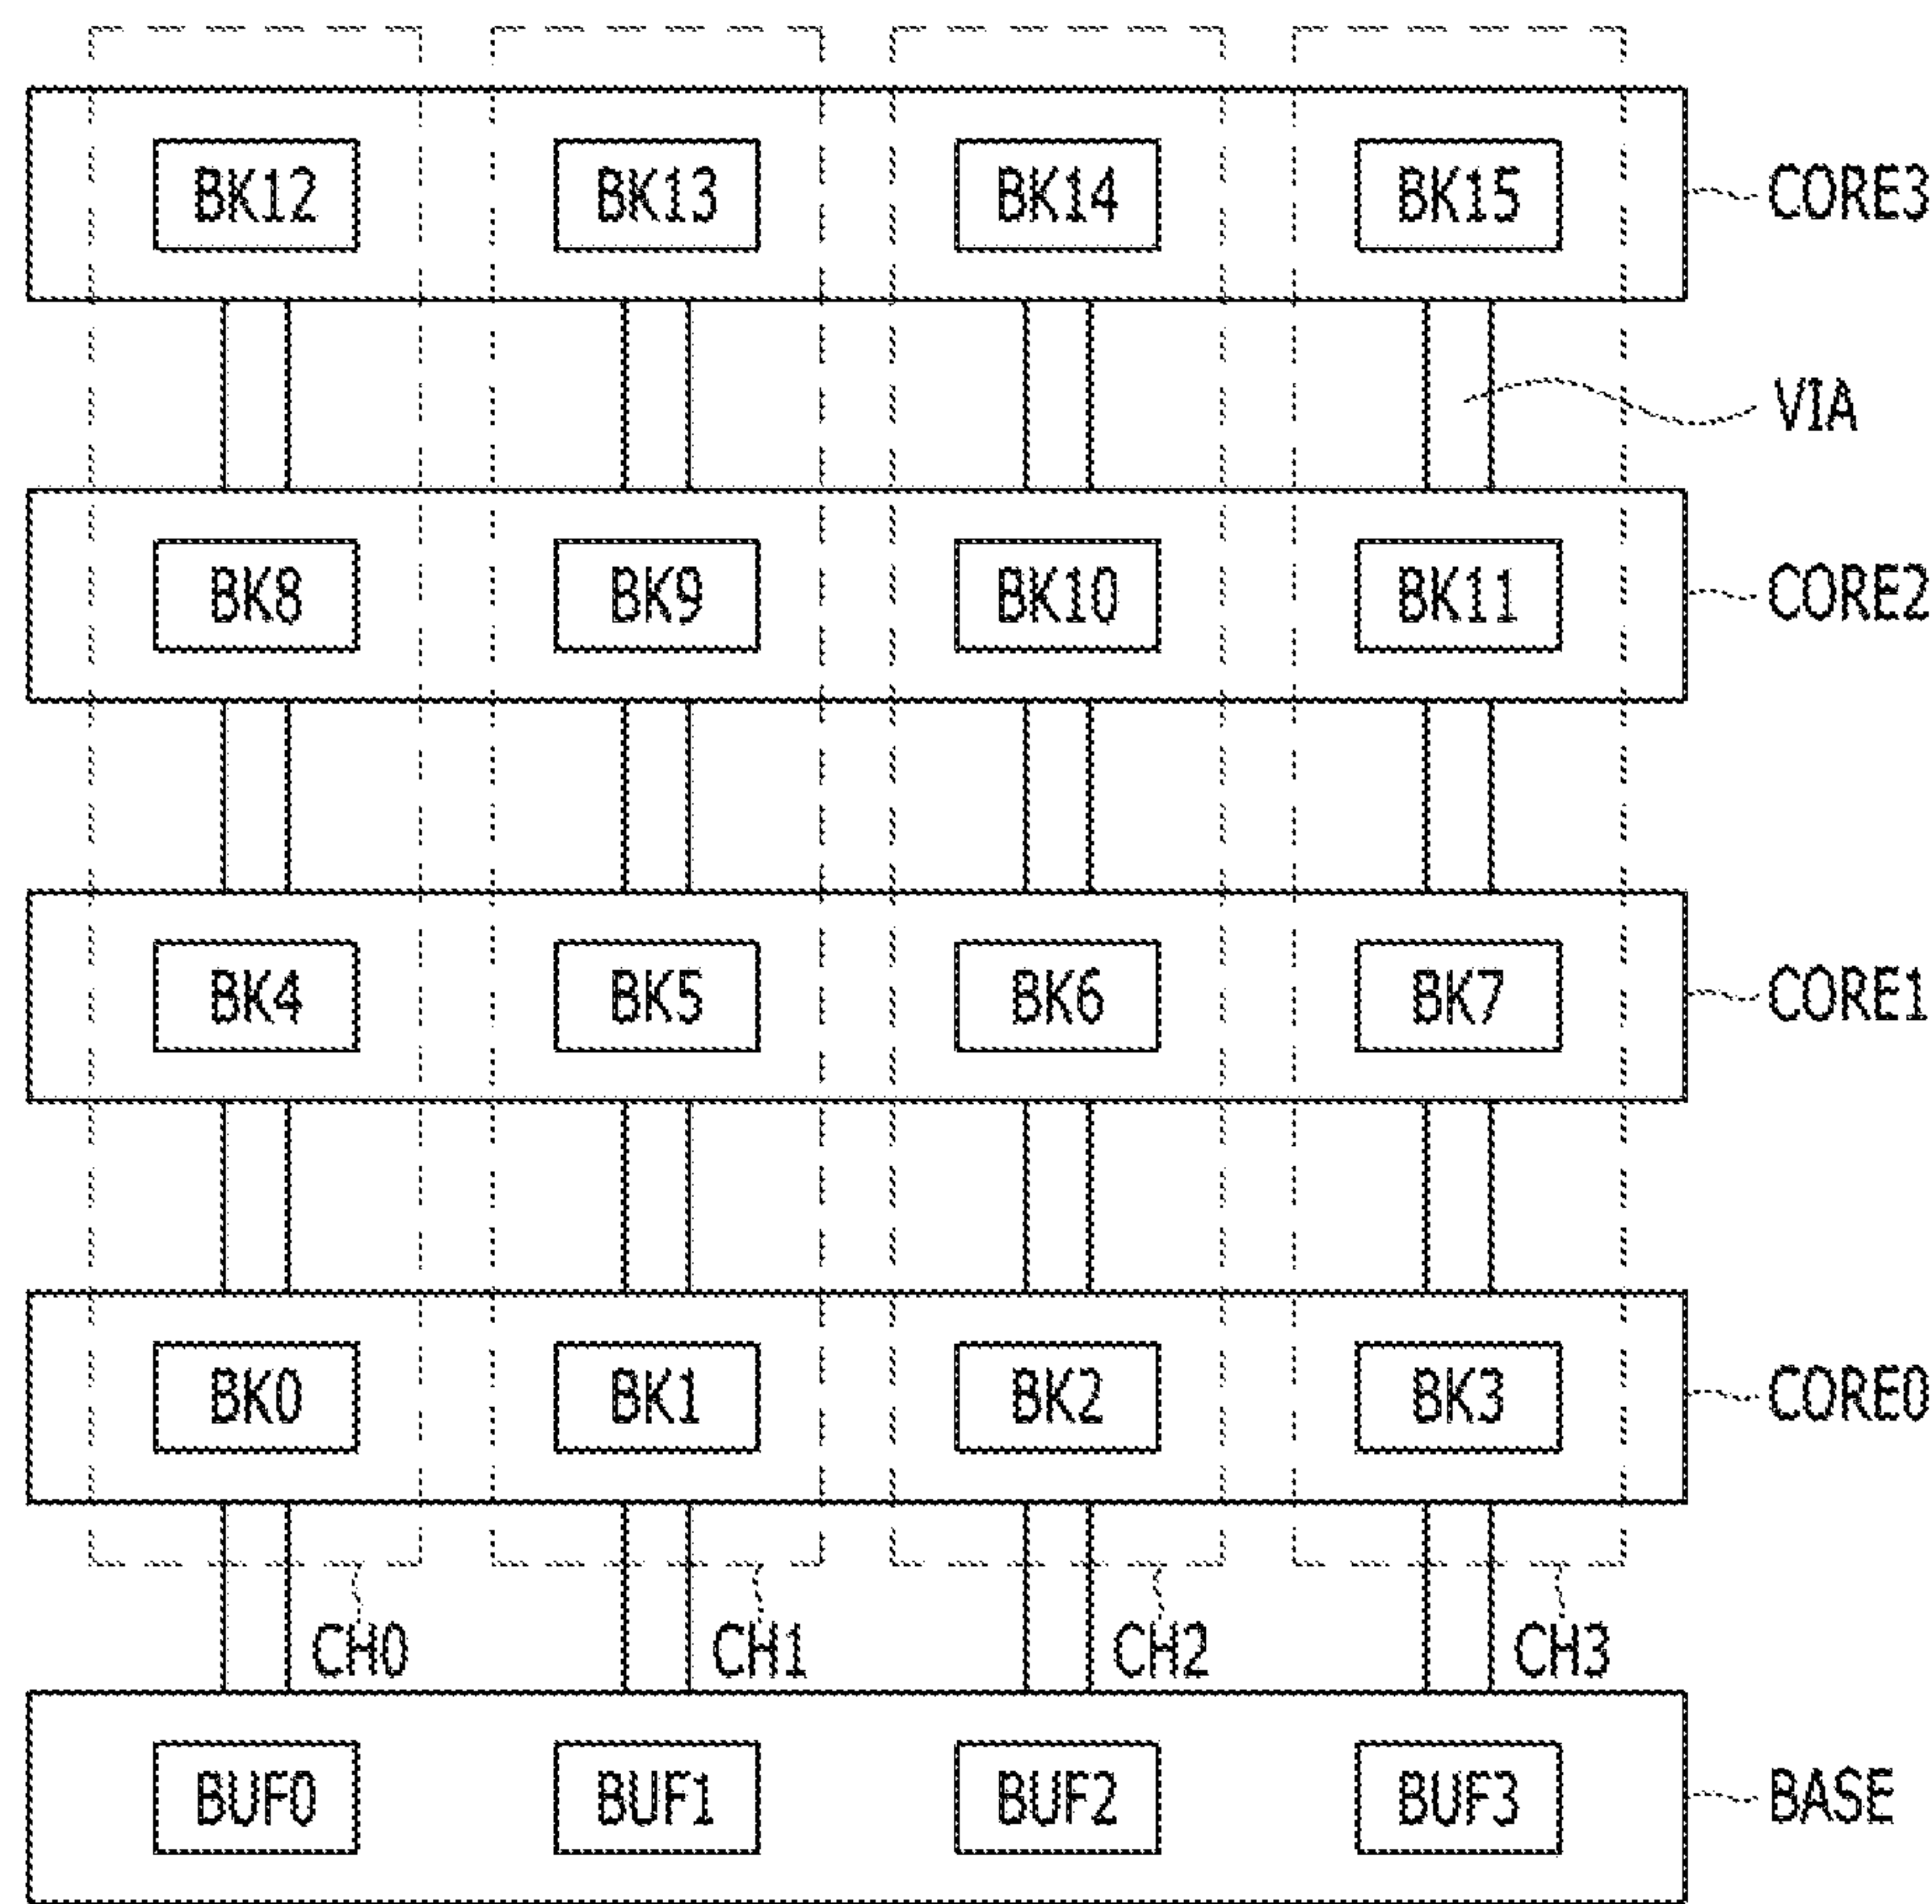 BK12 BK13 BK14 BK15 CORE3
VIA
BK8 BK9 BK10 BK11 CORE2
BK4 BK5 BK6 BK7 CORE1
BK0 BK1 BK2 BK3 CORE0
CH0 CH1 CH2 CH3
BUF0 BUF1 BUF2 BUF3 BASE